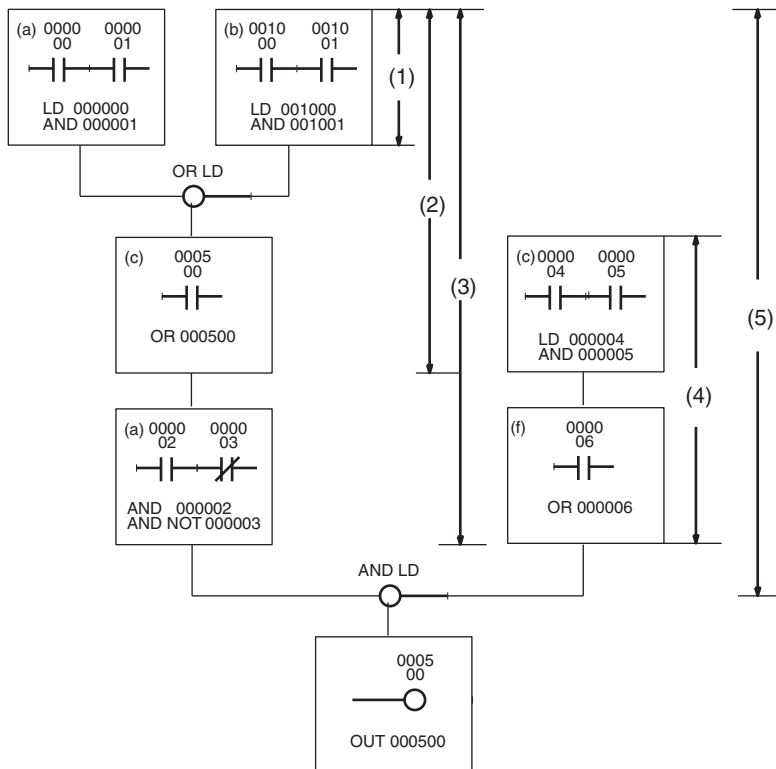 (a) 0000 0000
00 01
LD 000000
AND 000001
(b) 0010 0010
00 01
LD 001000
AND 001001
(1)
OR LD
(2)
(c) 0005
00
OR 000500
(3)
(c) 0000 0000
04 05
LD 000004
AND 000005
(4)
(5)
(a) 0000 0000
02 03
AND 000002
AND NOT 000003
(f) 0000
06
OR 000006
AND LD
0005
00
OUT 000500